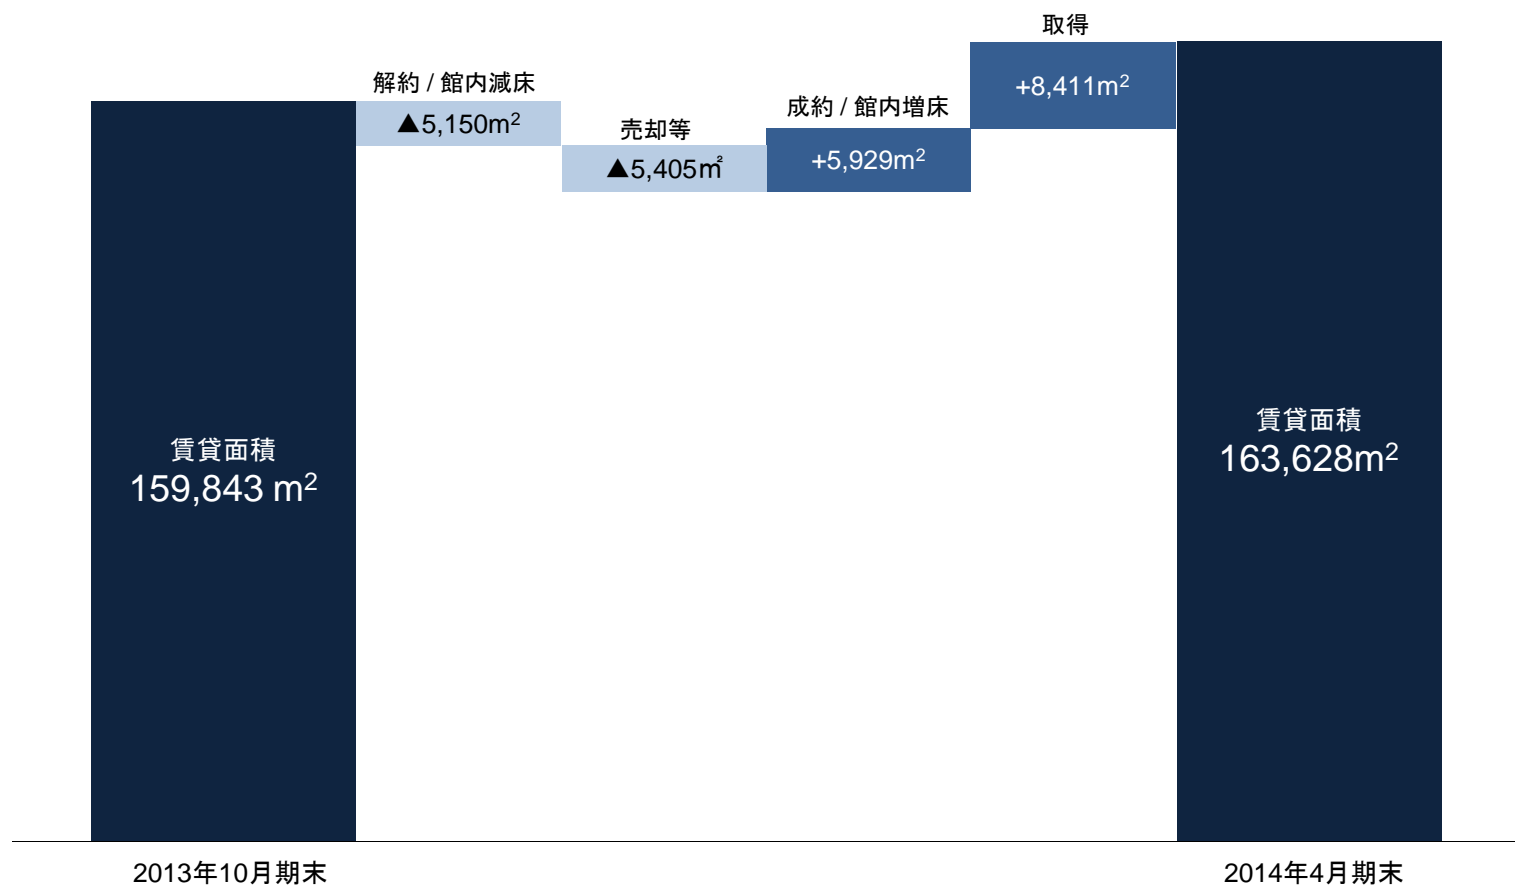 取得
+8,411m²
解約 / 館内減床
▲5,150m²
売却等
▲5,405㎡
成約 / 館内増床
+5,929m²
賃貸面積
159,843 m²
賃貸面積
163,628m²
2013年10月期末
2014年4月期末